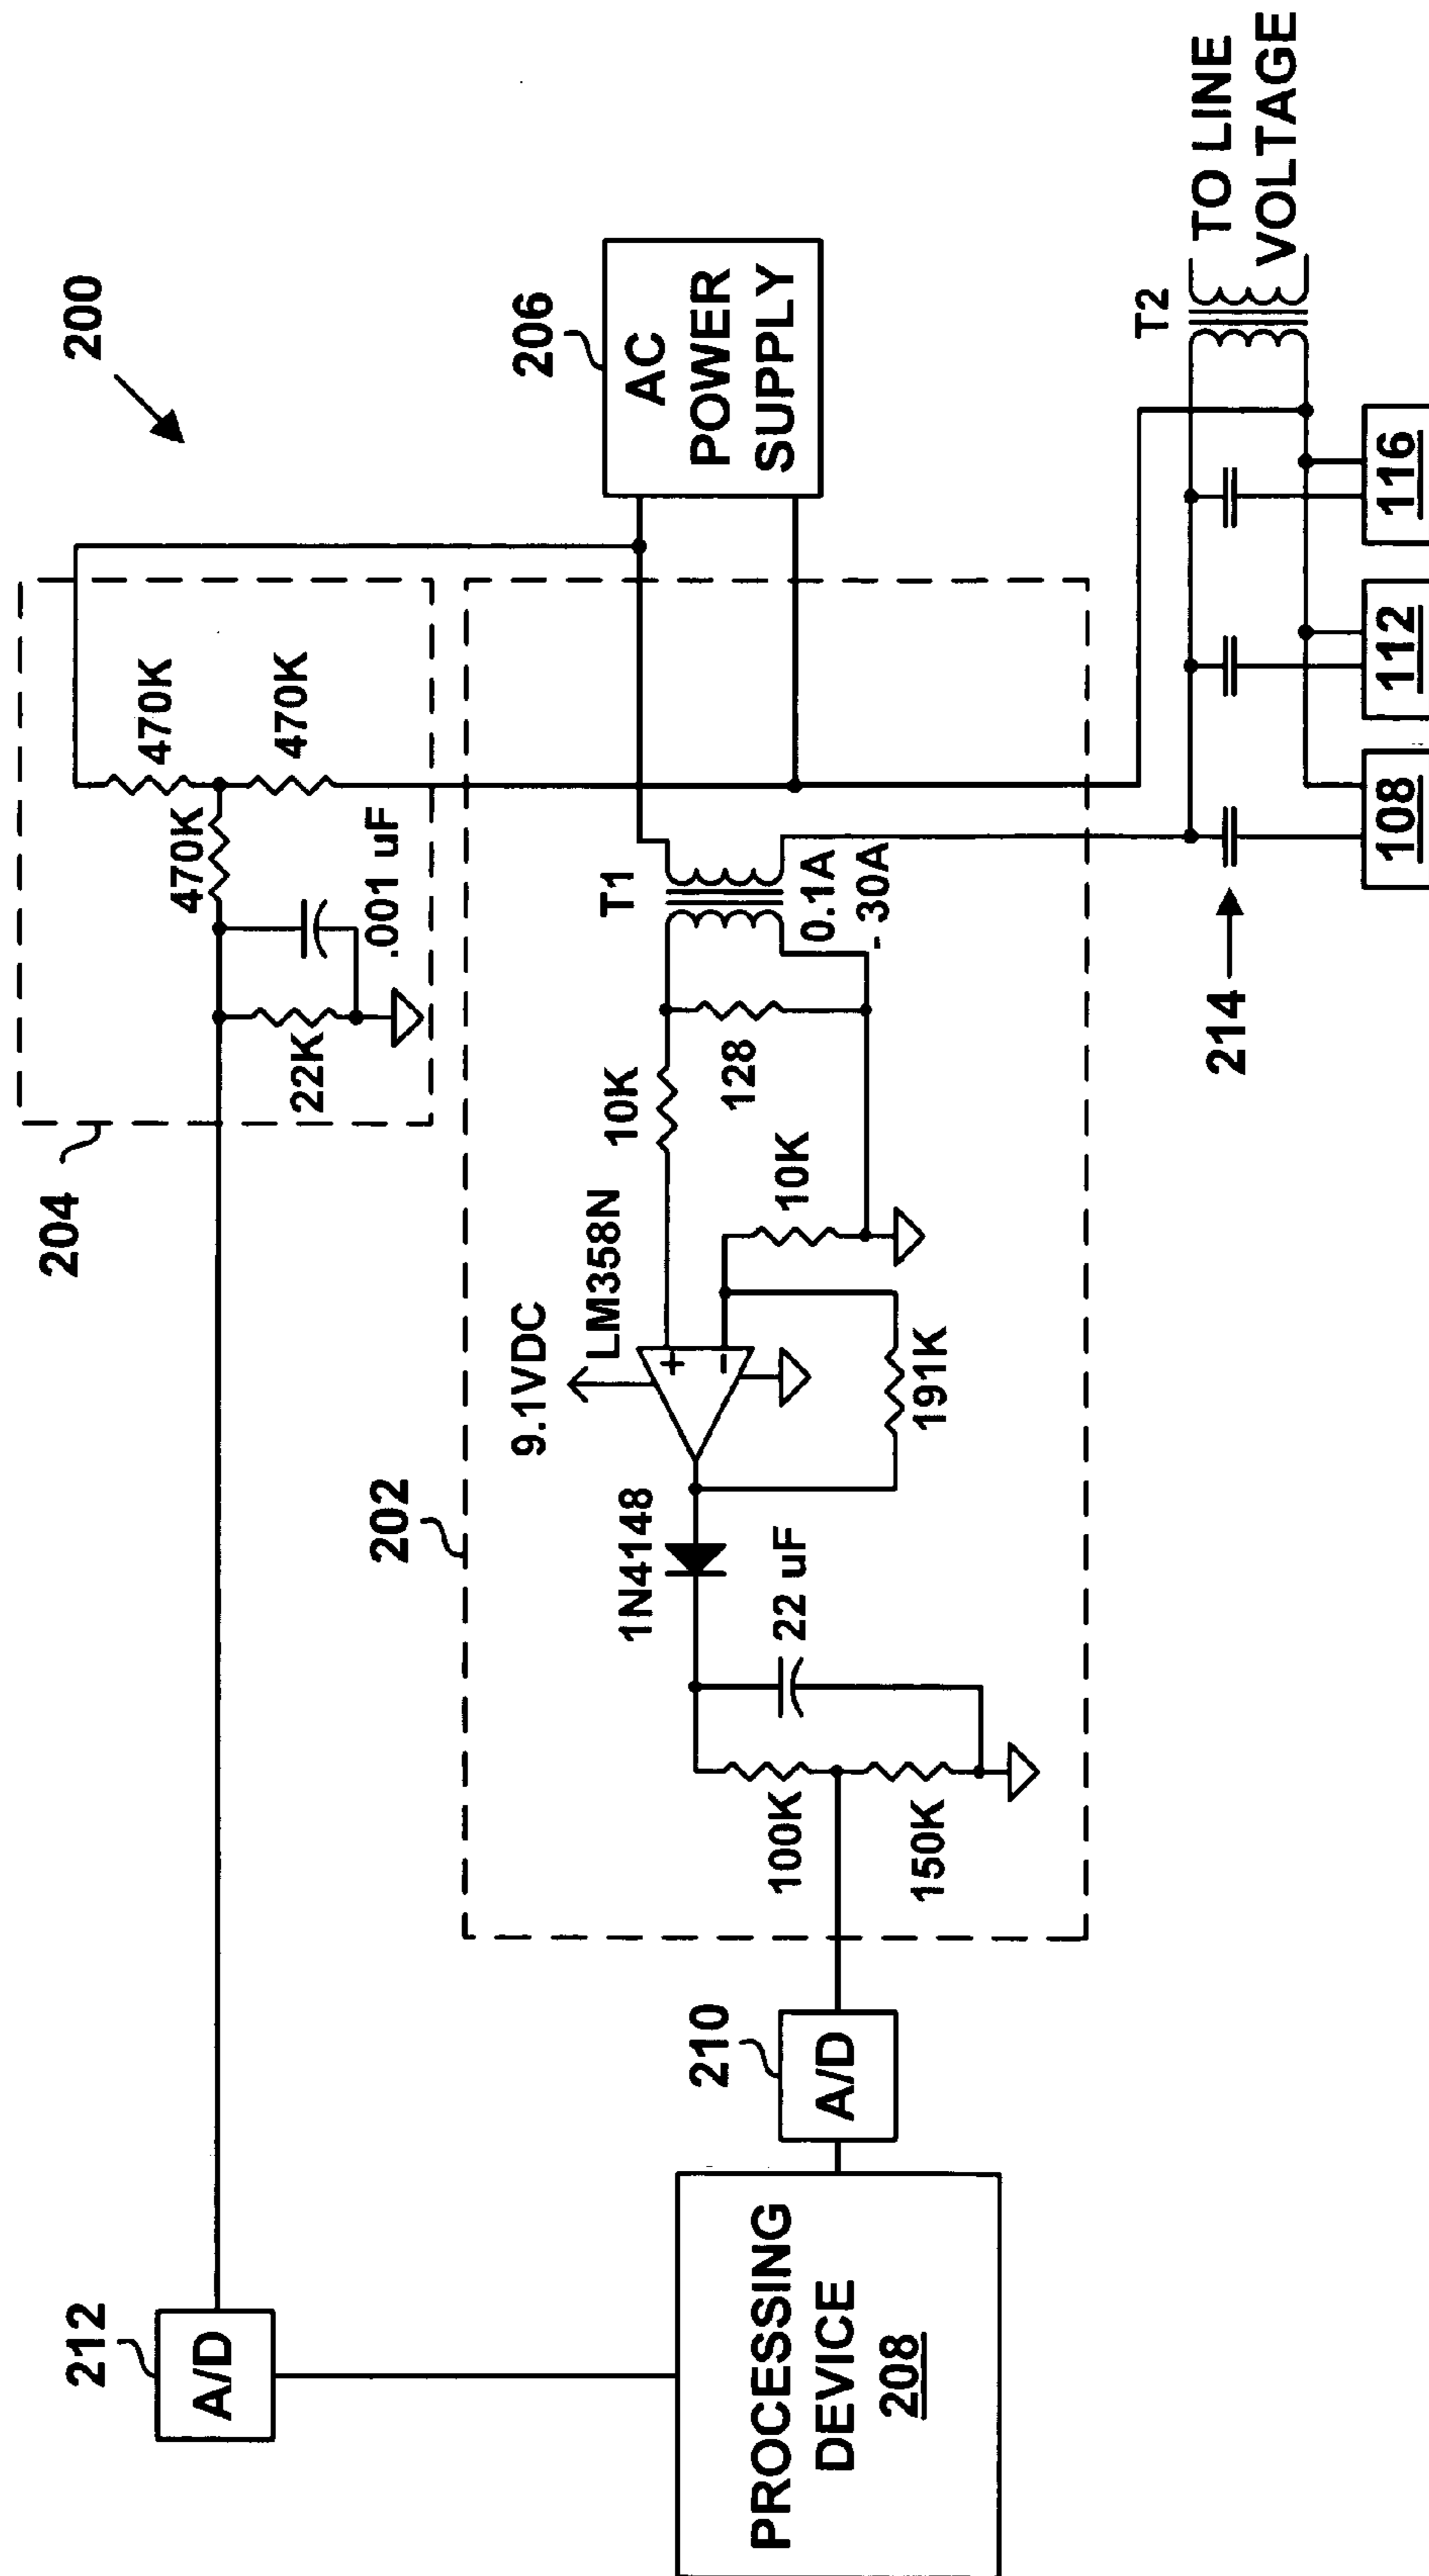 200
204
470K
470K
470K
.001 uF
22K
206
AC
POWER
SUPPLY
212
A/D
202
9.1VDC
LM358N
+
−
10K
128
10K
T1
0.1A
- 30A
191K
1N4148
22 uF
100K
150K
210
A/D
PROCESSING
DEVICE
208
T2
TO LINE
VOLTAGE
214
108
112
116